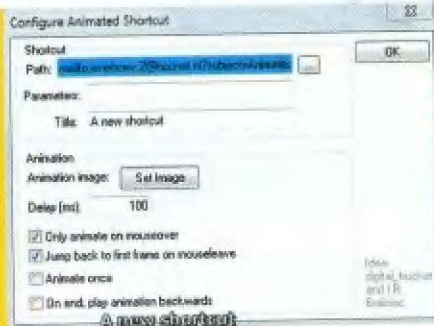 Configure Animated Shortcut
Shortcut
Path:
OK
Parameters:
Title: A new shortcut
Animation
Animation image: Set Image
Delay [ms]: 100
Only animate on mouseover
Jump back to first frame on mouseleave
Animate once
On end, play animation backwards
Idea:
and I.R.
A new shortcut